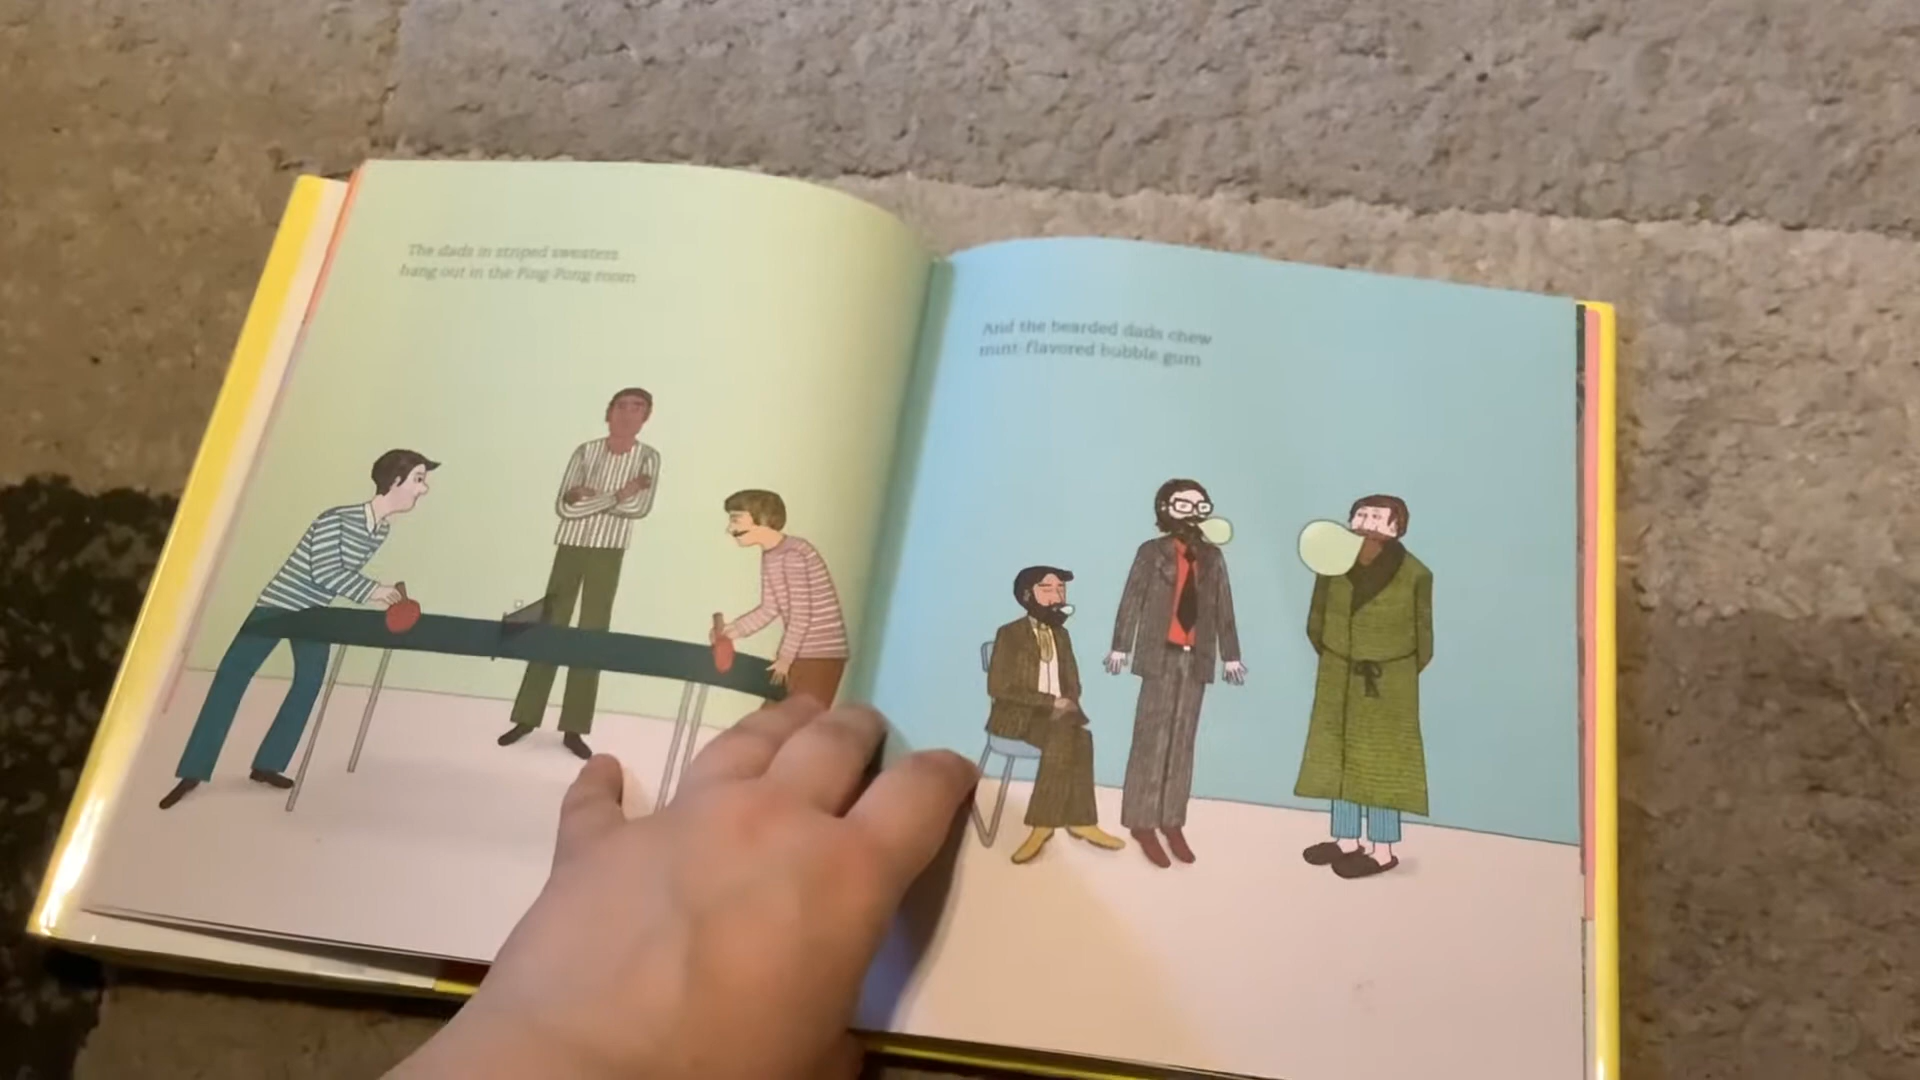 The dads in striped sweaters
hang out in the Ping-Pong room
And the bearded dads chew
mint-flavored bubble gum